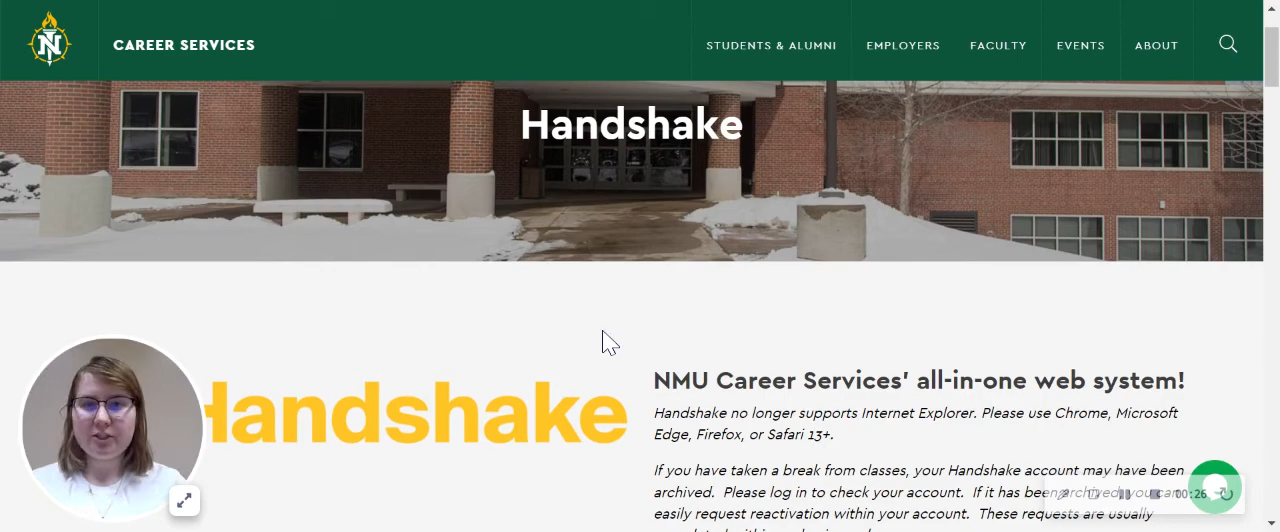 N
CAREER SERVICES
STUDENTS & ALUMNI
EMPLOYERS
FACULTY
EVENTS
ABOUT
Handshake
Handshake
NMU Career Services' all-in-one web system!
Handshake no longer supports Internet Explorer. Please use Chrome, Microsoft
Edge, Firefox, or Safari 13+.
If you have taken a break from classes, your Handshake account may have been
archived. Please log in to check your account. If it has been archived, you can
easily request reactivation within your account. These requests are usually
00:26